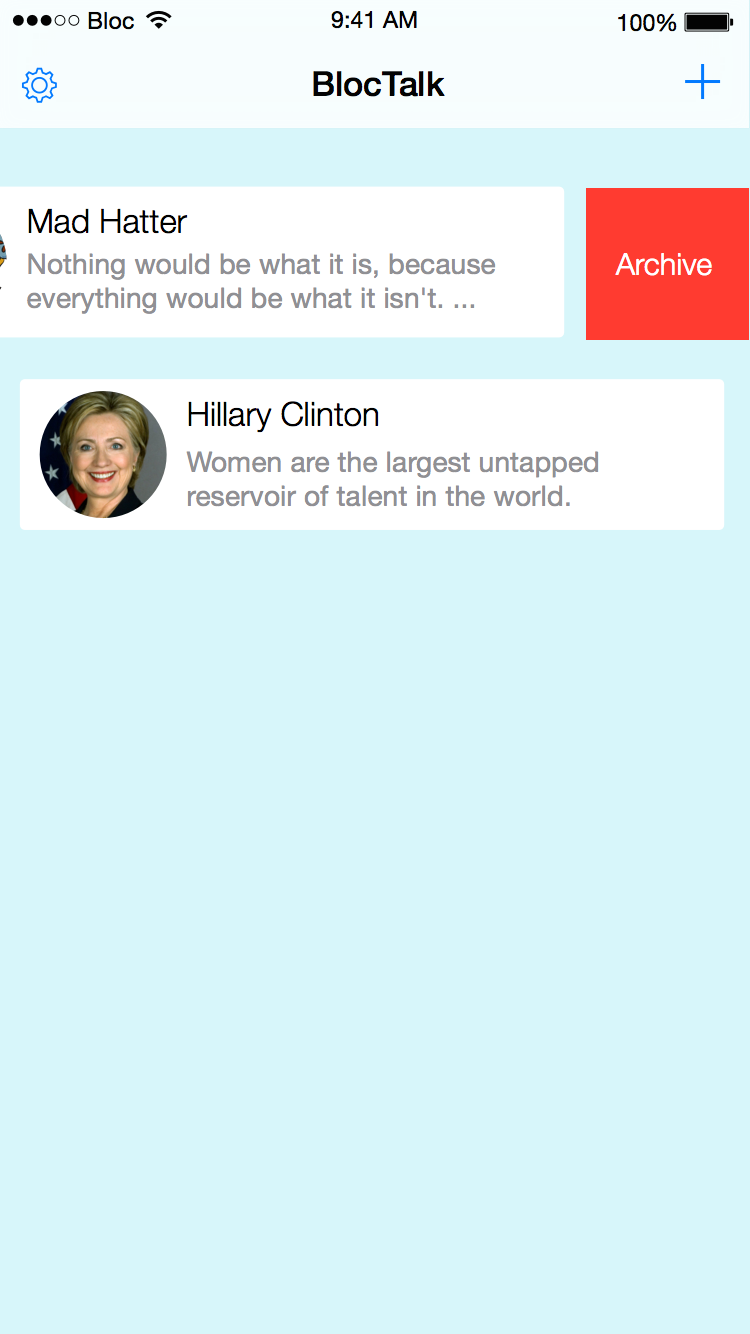 Bloc 9:41 AM 100%
BlocTalk
Mad Hatter
Nothing would be what it is, because
everything would be what it isn't. ...
Archive
Hillary Clinton
Women are the largest untapped
reservoir of talent in the world.